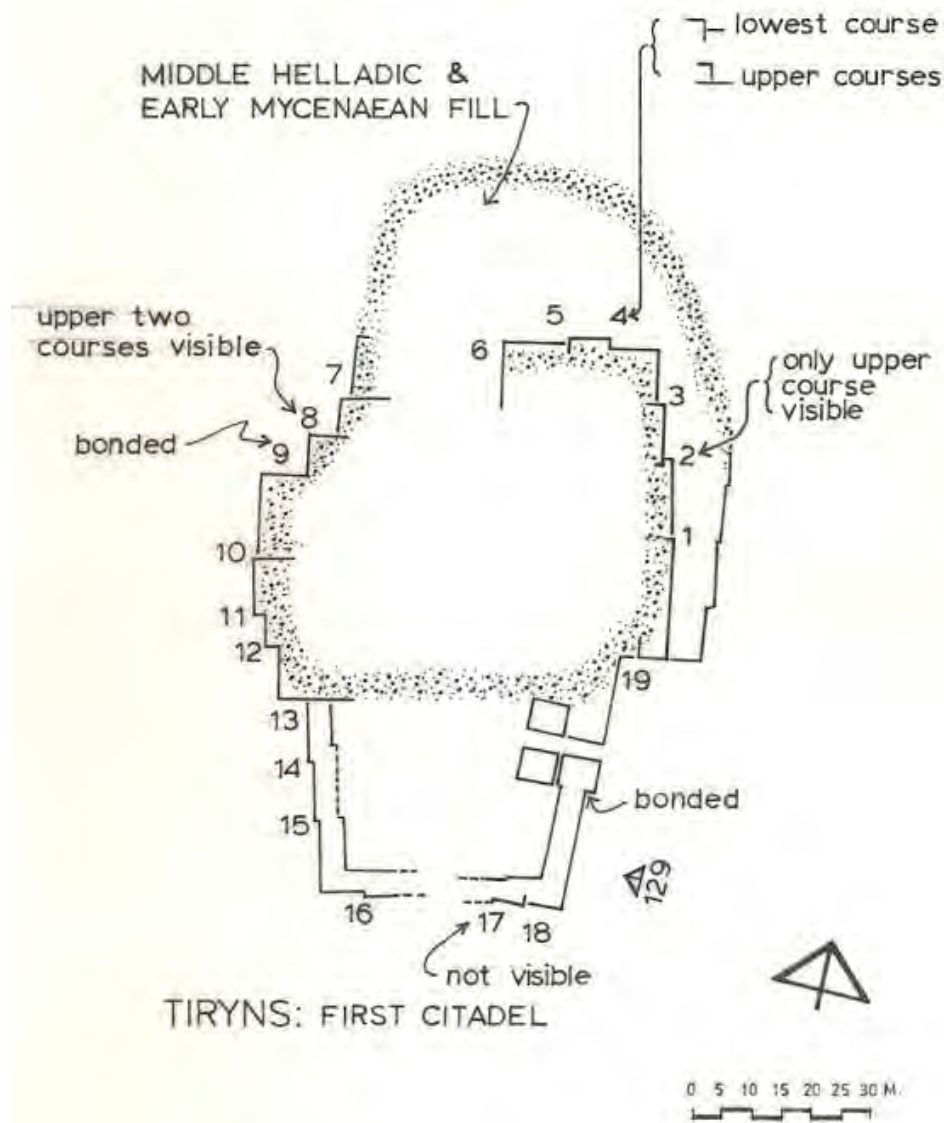 lowest course
upper courses
MIDDLE HELLADIC &
EARLY MYCENAEAN FILL
upper two
courses visible
bonded
only upper
course
visible
5
4
6
7
3
8
9
2
10
1
11
12
19
13
14
15
bonded
129
16
17
18
not visible
TIRYNS: FIRST CITADEL
0 5 10 15 20 25 30 M.